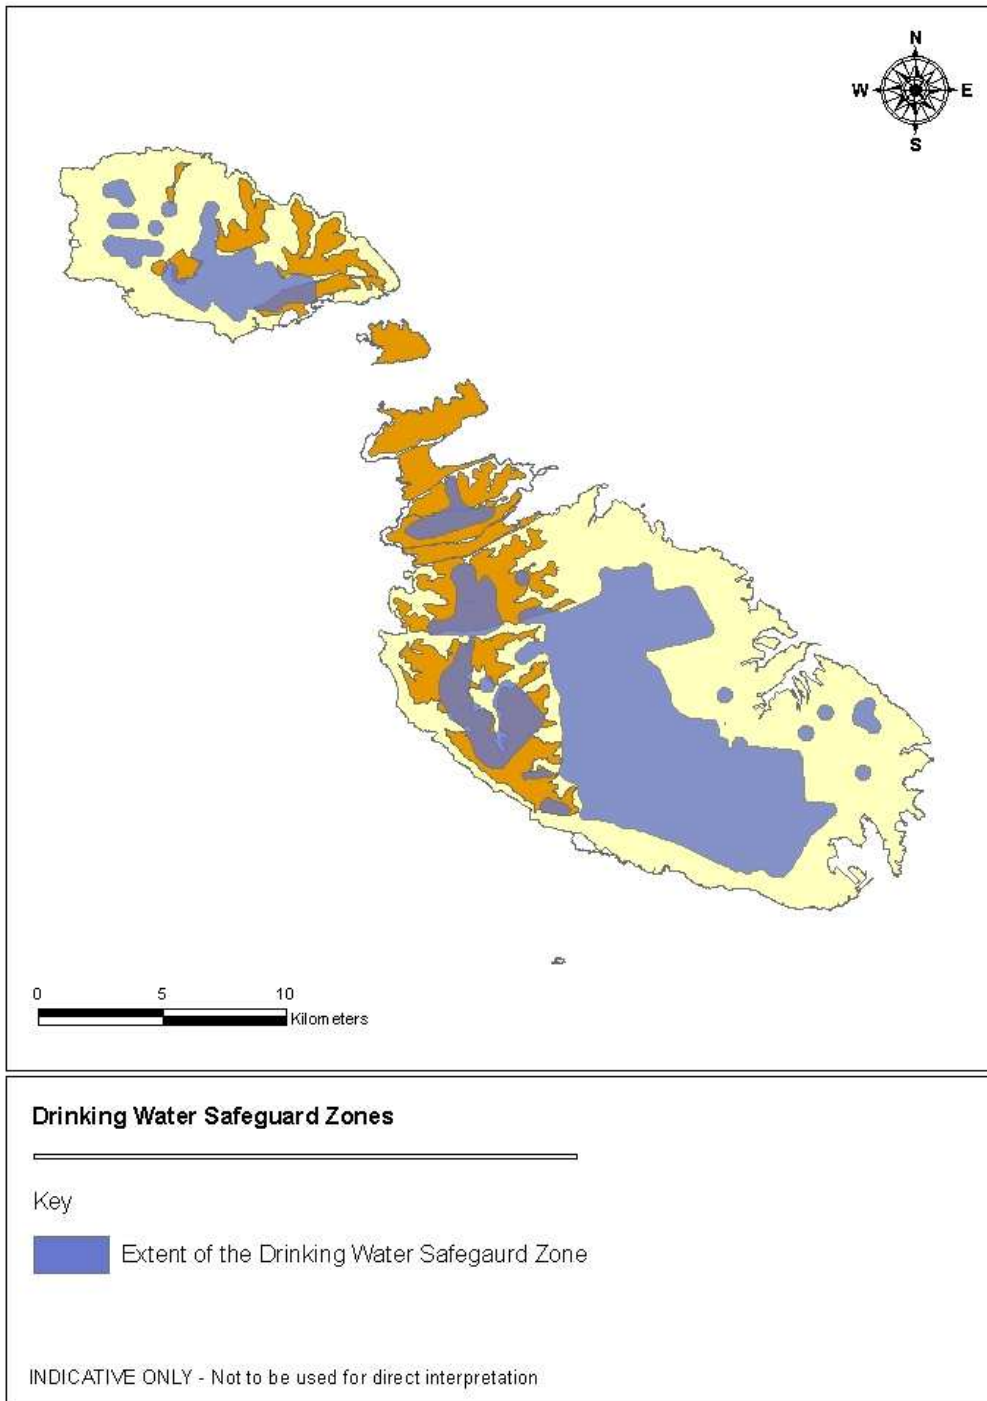 N
W E
S
0 5 10
Kilometers
Drinking Water Safeguard Zones
Key
Extent of the Drinking Water Safegaurd Zone
INDICATIVE ONLY - Not to be used for direct interpretation